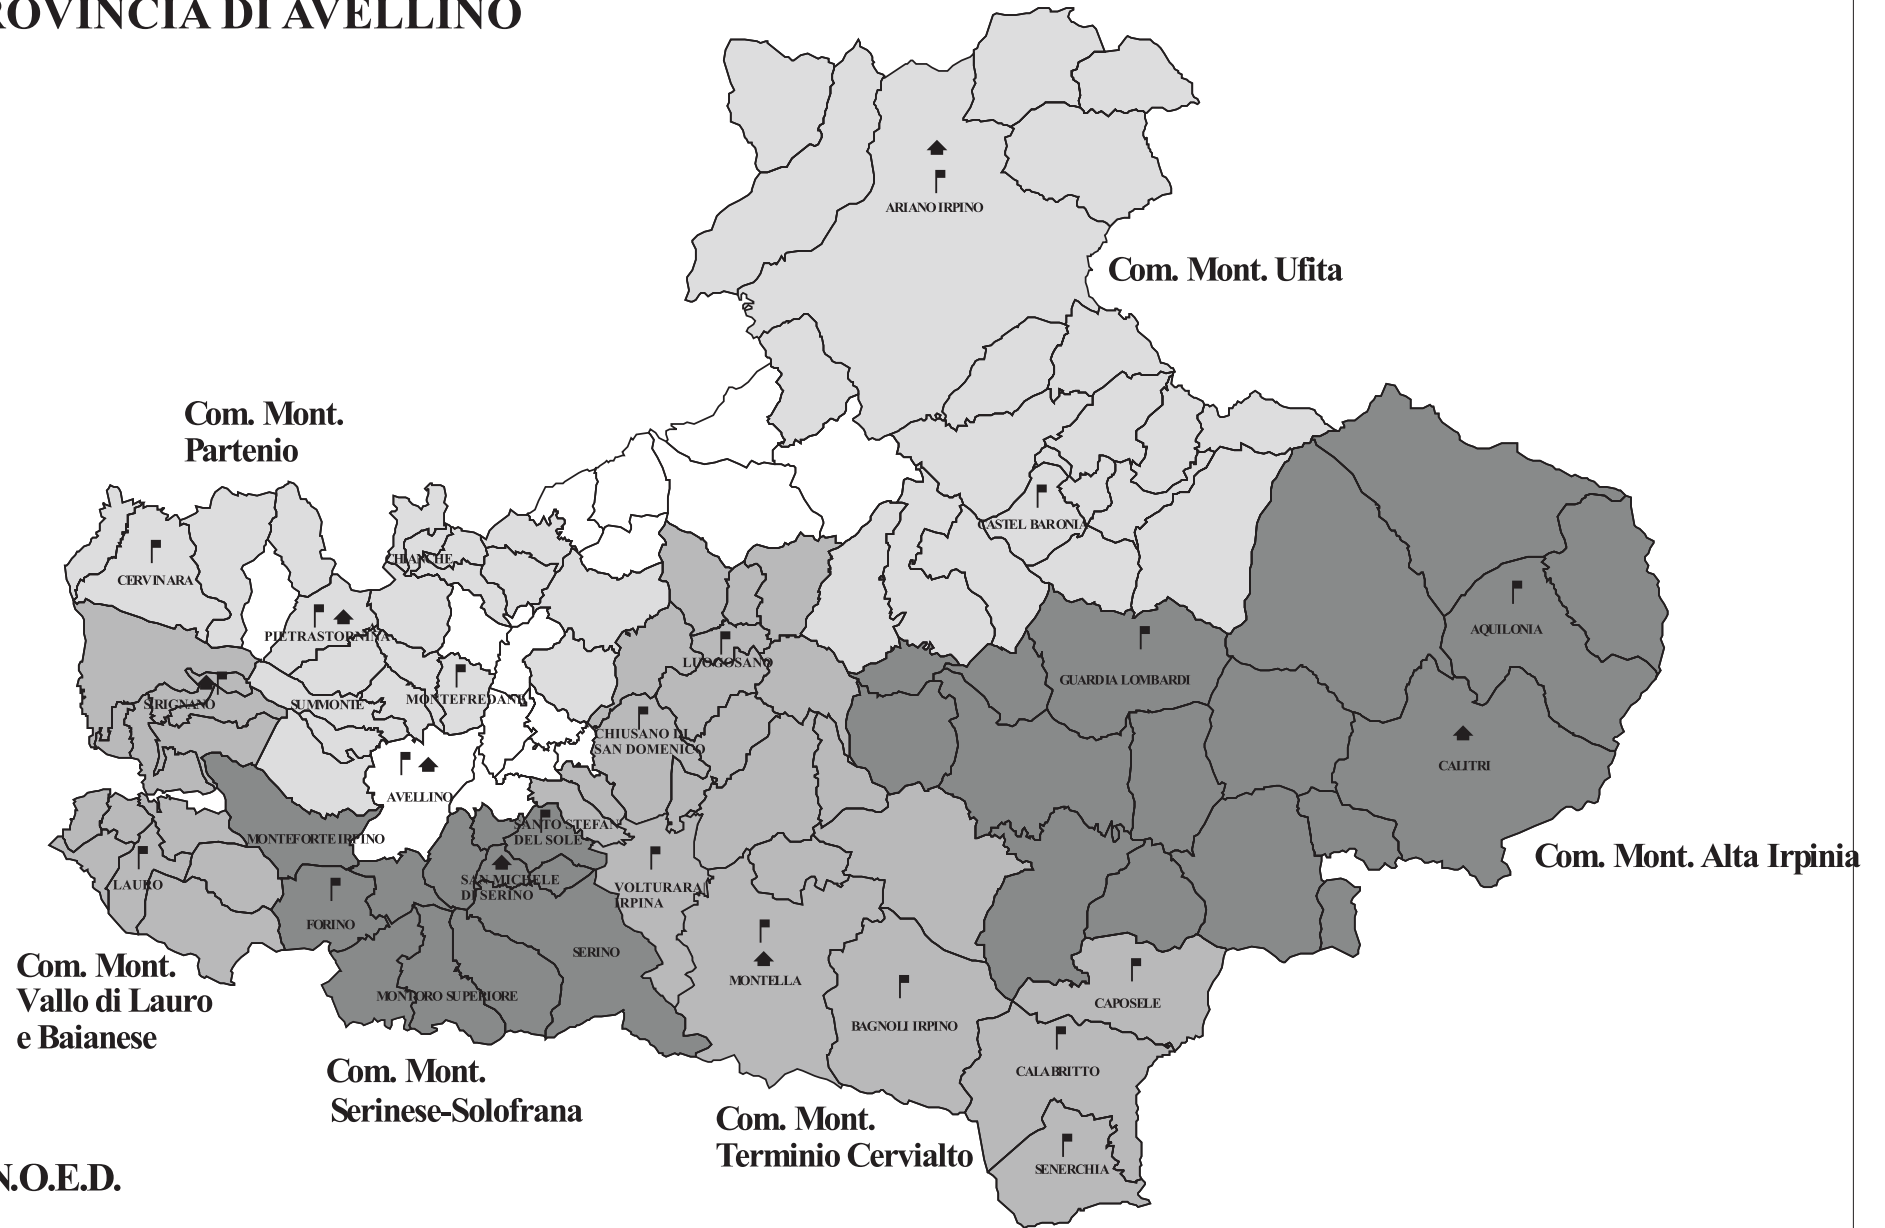 ROVINCIA DI AVELLINO
ARIANO IRPINO
Com. Mont. Ufita
Com. Mont.
Partenio
CASTEL BARONIA
CHIANCHE
CERVINARA
PIETRASTORNINA
AQUILONIA
LUOGOSANO
GUARDIA LOMBARDI
SIRIGNANO
SUMMONTE
MONTEFREDANE
CHIUSANO DI
SAN DOMENICO
CALITRI
AVELLINO
MONTEFORTE IRPINO
SANTO STEFAN
DEL SOLE
Com. Mont. Alta Irpinia
LAURO
SAN MICHELE
DI SERINO
VOLTURARA
IRPINA
FORINO
SERINO
Com. Mont.
Vallo di Lauro
e Baianese
MONTELLA
MONTORO SUPERIORE
CAPOSELE
BAGNOLI IRPINO
Com. Mont.
Serinese-Solofrana
CALABRITTO
Com. Mont.
Terminio Cervialto
SENERCHIA
N.O.E.D.